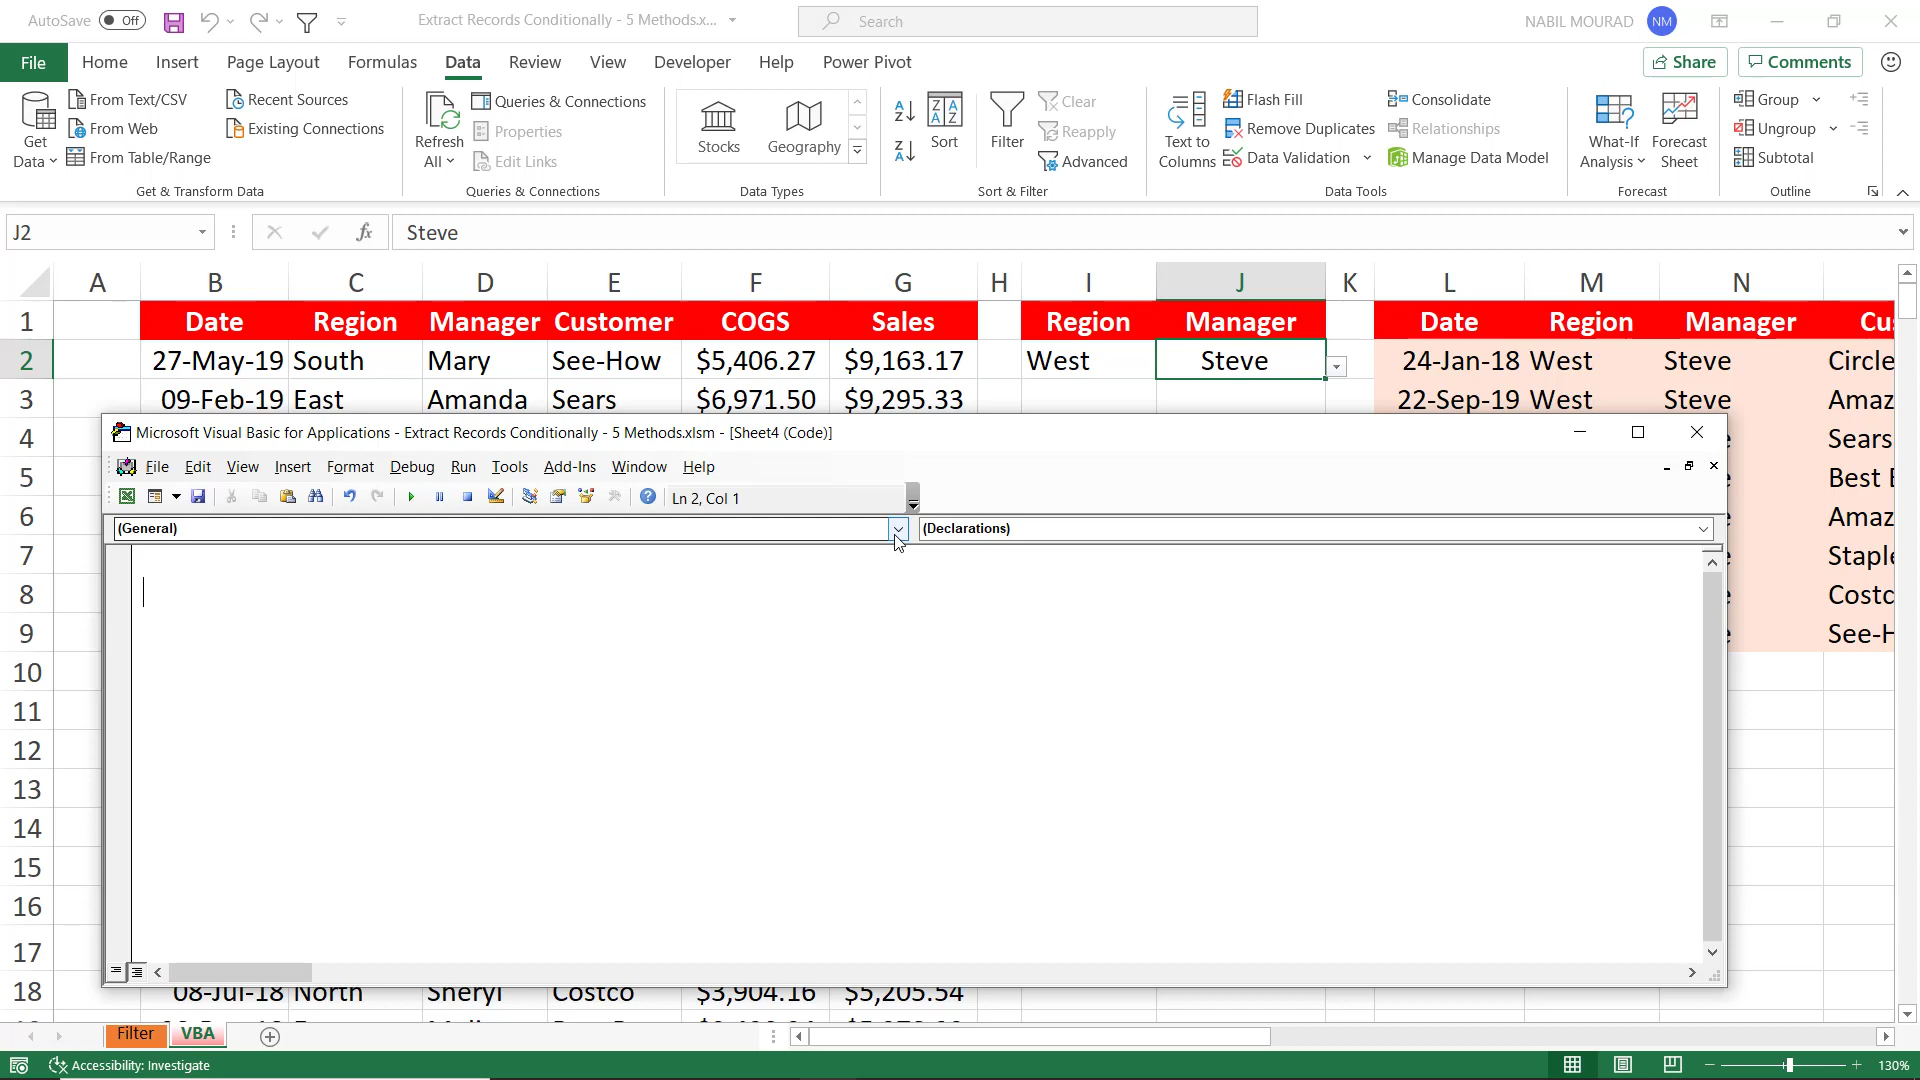 AutoSave Off Extract Records Conditionally - 5 Methods.x... Search NABIL MOURAD NM
File Home Insert Page Layout Formulas Data Review View Developer Help Power Pivot Share Comments
Get Data
From Text/CSV
From Web
From Table/Range
Recent Sources
Existing Connections
Get & Transform Data
Refresh All
Queries & Connections
Properties
Edit Links
Queries & Connections
Stocks
Geography
Data Types
Sort
Filter
Clear
Reapply
Advanced
Sort & Filter
Text to Columns
Flash Fill
Remove Duplicates
Data Validation
Consolidate
Relationships
Manage Data Model
Data Tools
What-If Analysis
Forecast Sheet
Forecast
Group
Ungroup
Subtotal
Outline
J2 fx Steve
A B C D E F G H I J K L M N
1 Date Region Manager Customer COGS Sales Region Manager Date Region Manager Cu
2 27-May-19 South Mary See-How $5,406.27 $9,163.17 West Steve 24-Jan-18 West Steve Circle
3 09-Feb-19 East Amanda Sears $6,971.50 $9,295.33 22-Sep-19 West Steve Amaz
4 Sears
5 Best
6 Amaz
7 Staple
8 Costc
9 See-H
10
11
12
13
14
15
16
17
18 08-Jul-18 North Sheryl Costco $3,904.16 $5,205.54
Microsoft Visual Basic for Applications - Extract Records Conditionally - 5 Methods.xlsm - [Sheet4 (Code)]
File Edit View Insert Format Debug Run Tools Add-Ins Window Help
Ln 2, Col 1
(General) (Declarations)
Filter VBA
Accessibility: Investigate 130%